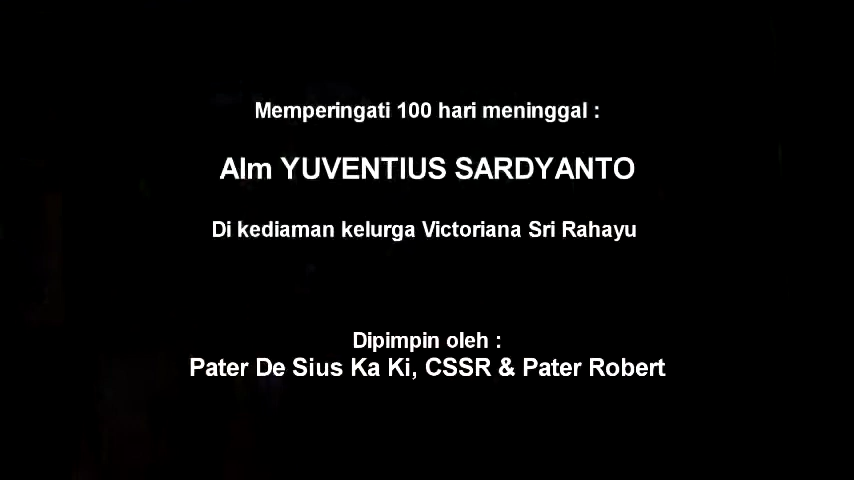 Memperingati 100 hari meninggal :
Alm YUVENTIUS SARDYANTO
Di kediaman kelurga Victoriana Sri Rahayu
Dipimpin oleh :
Pater De Sius Ka Ki, CSSR & Pater Robert